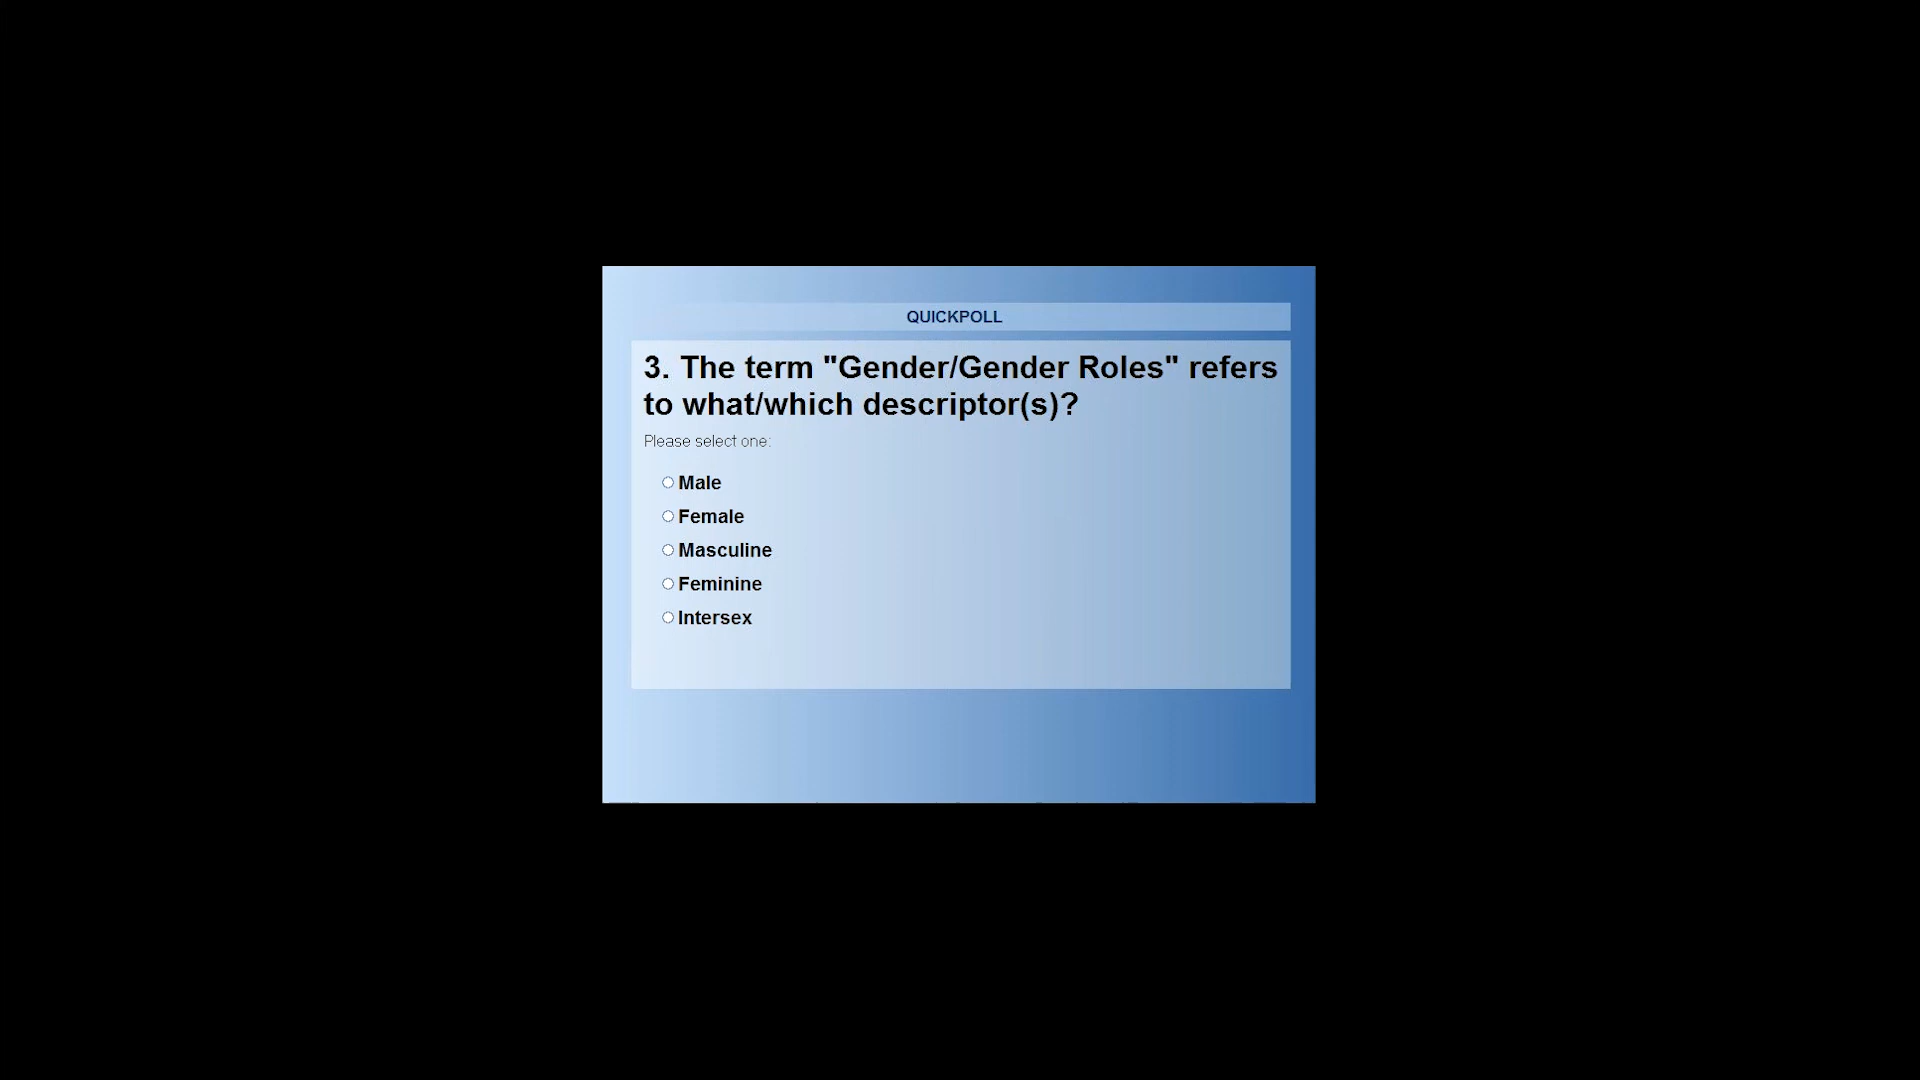 QUICKPOLL
3. The term "Gender/Gender Roles" refers
to what/which descriptor(s)?
Please select one:
Male
Female
Masculine
Feminine
Intersex